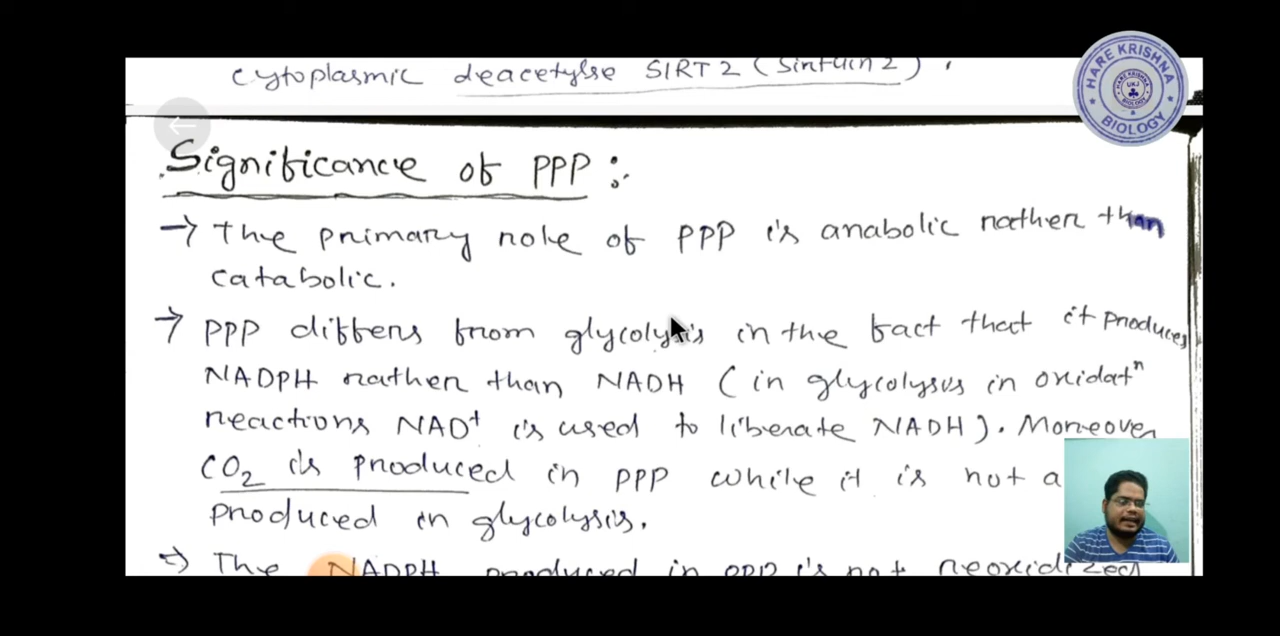 cytoplasmic deacetylse SIRT2 (Sirtuin 2).
HARE KRISHNA
UKJ
BIOLOGY
Significance of PPP :
→ The primary role of PPP is anabolic rather than
catabolic.
→ PPP differs from glycolysis in the fact that it produces
NADPH rather than NADH (in glycolysis in oxidatⁿ
reactions NAD⁺ is used to liberate NADH). Moreover
CO₂ is produced in PPP while it is not a
produced in glycolysis.
→ The NADPH produced in PPP is not reoxidized